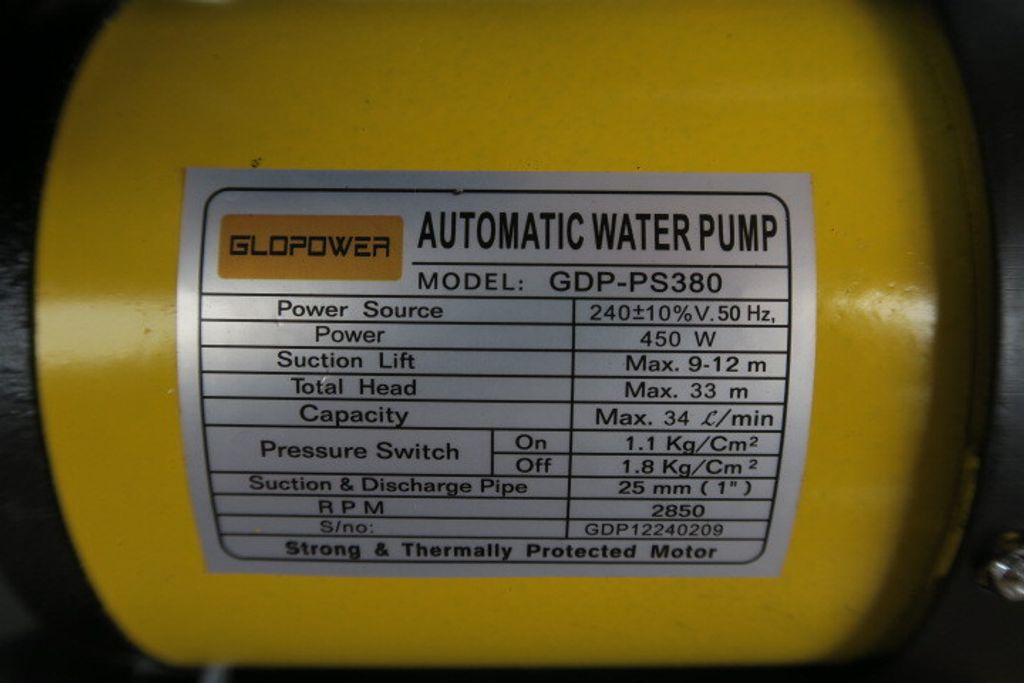 GLOPOWER
AUTOMATIC WATER PUMP
MODEL: GDP-PS380
Power Source 240±10%V.50 Hz,
Power 450 W
Suction Lift Max. 9-12 m
Total Head Max. 33 m
Capacity Max. 34 ℒ/min
Pressure Switch On 1.1 Kg/Cm²
Off 1.8 Kg/Cm²
Suction & Discharge Pipe 25 mm (1")
RPM 2850
S/no: GDP12240209
Strong & Thermally Protected Motor